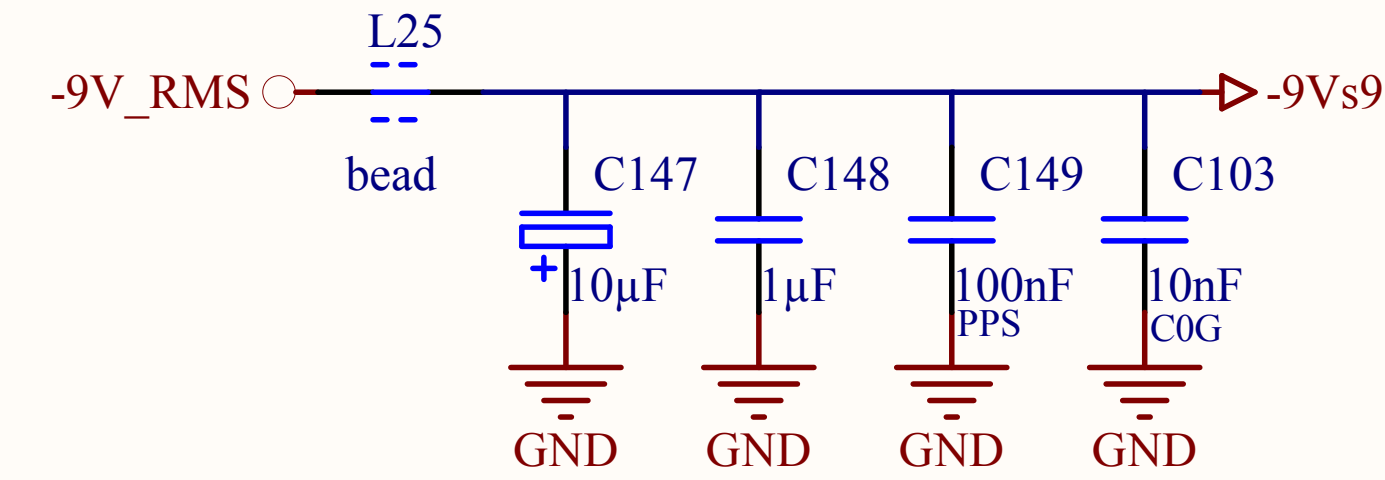 L25
-9V_RMS
-9Vs9
bead
C147
C148
C149
C103
+
10µF
1µF
100nF
10nF
PPS
C0G
GND
GND
GND
GND